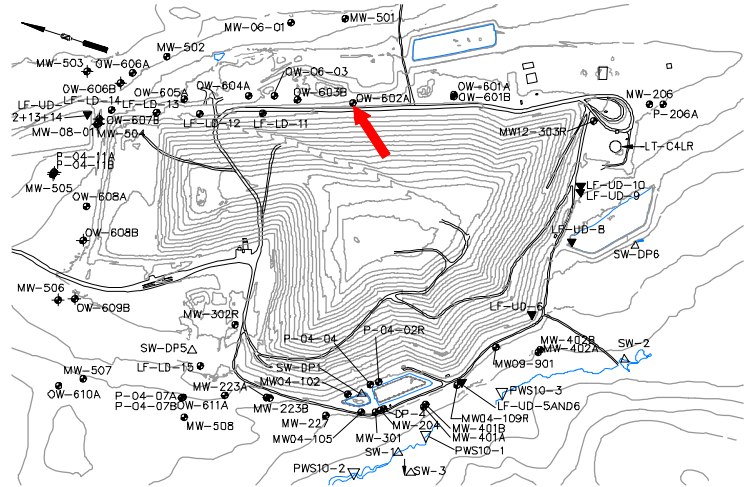 MW-06-01
MW-501
MW-502
MW-503
OW-606A
OW-606B
OW-605A
OW-604A
OW-06-03
OW-603B
OW-602A
OW-601A
OW-601B
MW-206
P-206A
LF-UD-
2+13+14
LF-LD-14
LF-LD-13
LF-LD-12
LF-LD-11
OW-607B
MW-08-01
MW-504
MW12-303R
LT-C4LR
P-04-11A
P-04-11B
MW-505
OW-608A
OW-608B
LF-UD-10
LF-UD-9
LF-UD-8
SW-DP6
MW-506
OW-609B
MW-302R
LF-UD-6
SW-DP5
P-04-04
P-04-02R
MW-402B
MW-402A
SW-2
MW-507
LF-LD-15
SW-DP1
MW04-102
MW09-901
OW-610A
MW-223A
P-04-07A
P-04-07B
OW-611A
MW-223B
MW-508
MW-227
MW04-105
MW-301
DP-4
MW-204
MW-401B
MW-401A
MW04-109R
LF-UD-5AND6
PWS10-3
PWS10-1
SW-1
PWS10-2
SW-3